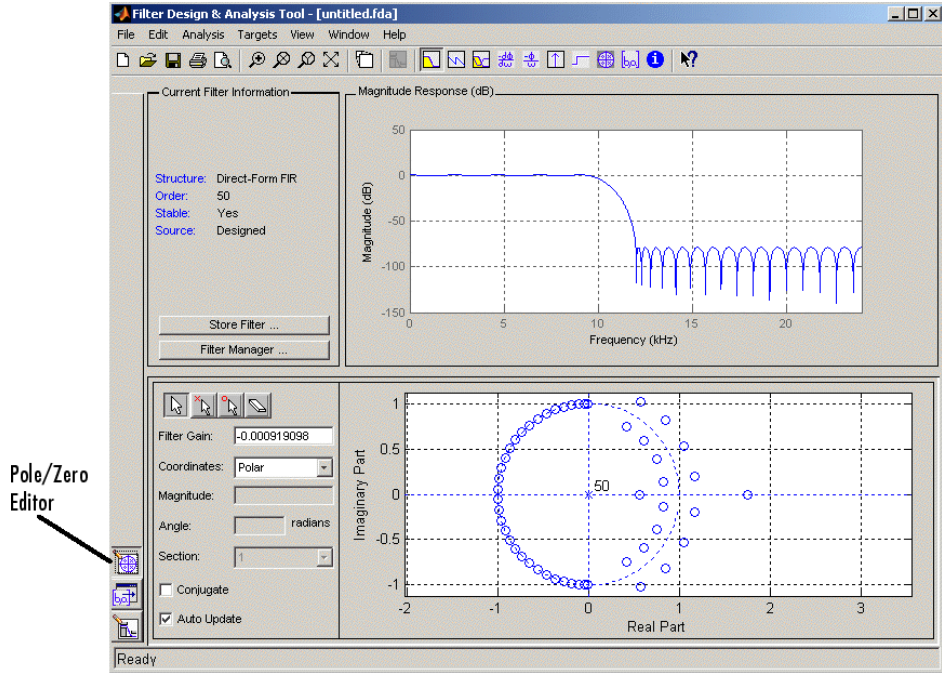 Filter Design & Analysis Tool - [untitled.fda]
File Edit Analysis Targets View Window Help
Current Filter Information
Structure: Direct-Form FIR
Order: 50
Stable: Yes
Source: Designed
Store Filter ...
Filter Manager ...
Magnitude Response (dB)
50
0
-50
-100
-150
Magnitude (dB)
0 5 10 15 20
Frequency (kHz)
Pole/Zero
Editor
Filter Gain: -0.000919098
Coordinates: Polar
Magnitude:
Angle: radians
Section: 1
Conjugate
Auto Update
1
0.5
0
-0.5
-1
Imaginary Part
50
-2 -1 0 1 2 3
Real Part
Ready